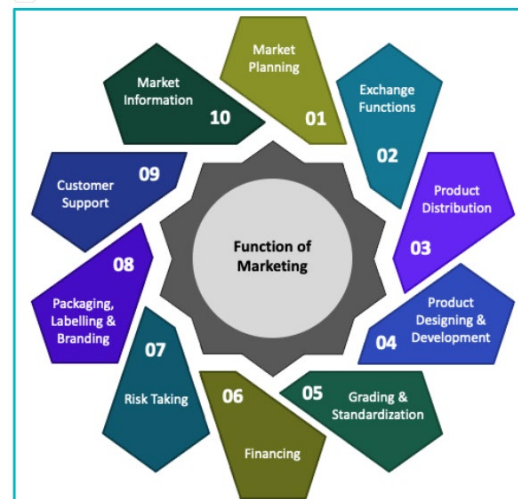 Function of
Marketing
Market
Planning
01
Exchange
Functions
02
Product
Distribution
03
Product
Designing &
Development
04
05
Grading &
Standardization
06
Financing
07
Risk Taking
08
Packaging,
Labelling &
Branding
09
Customer
Support
Market
Information
10